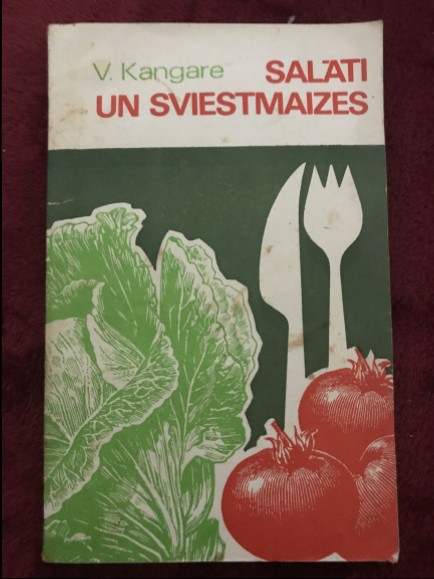 V. Kangare SALĀTI
UN SVIESTMAIZES